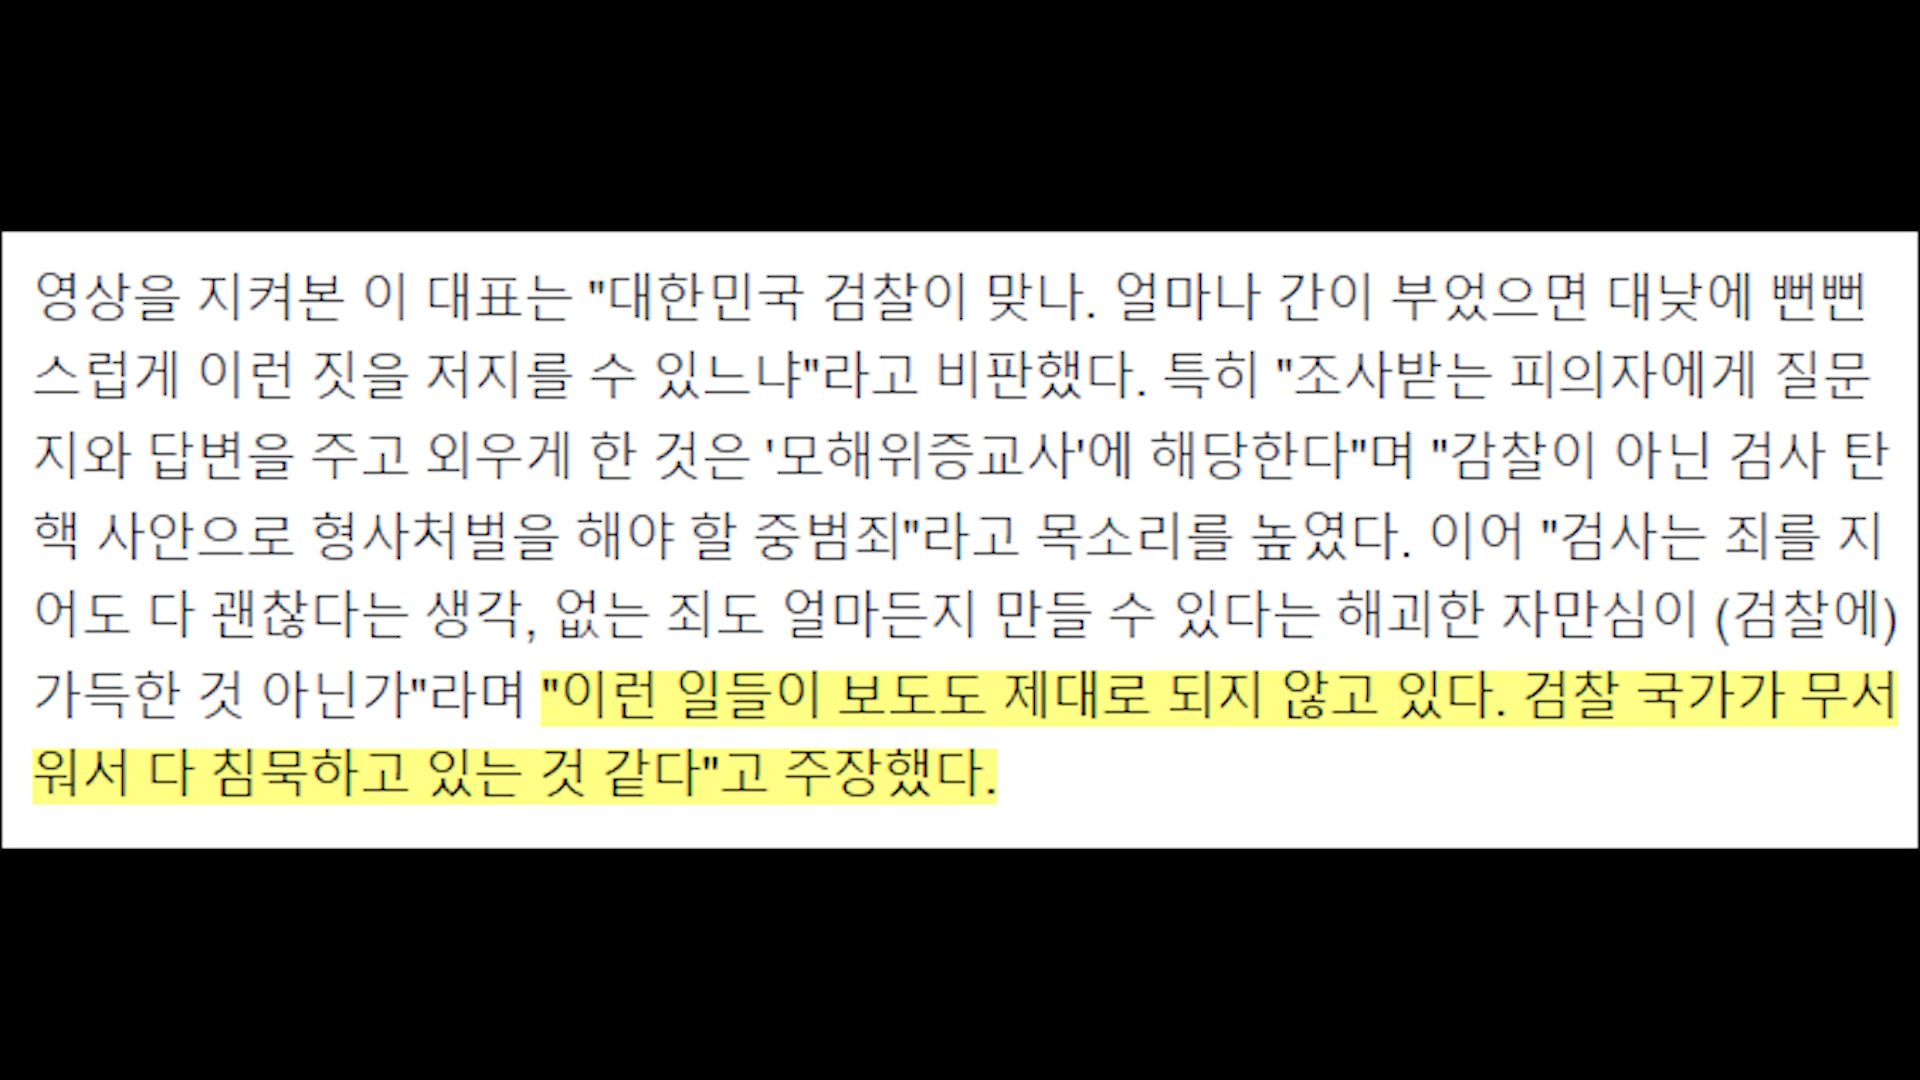 영상을 지켜본 이 대표는 "대한민국 검찰이 맞나. 얼마나 간이 부었으면 대낮에 뻔뻔
스럽게 이런 짓을 저지를 수 있느냐"라고 비판했다. 특히 "조사받는 피의자에게 질문
지와 답변을 주고 외우게 한 것은 '모해위증교사'에 해당한다"며 "감찰이 아닌 검사 탄
핵 사안으로 형사처벌을 해야 할 중범죄"라고 목소리를 높였다. 이어 "검사는 죄를 지
어도 다 괜찮다는 생각, 없는 죄도 얼마든지 만들 수 있다는 해괴한 자만심이 (검찰에)
가득한 것 아닌가"라며 "이런 일들이 보도도 제대로 되지 않고 있다. 검찰 국가가 무서
워서 다 침묵하고 있는 것 같다"고 주장했다.